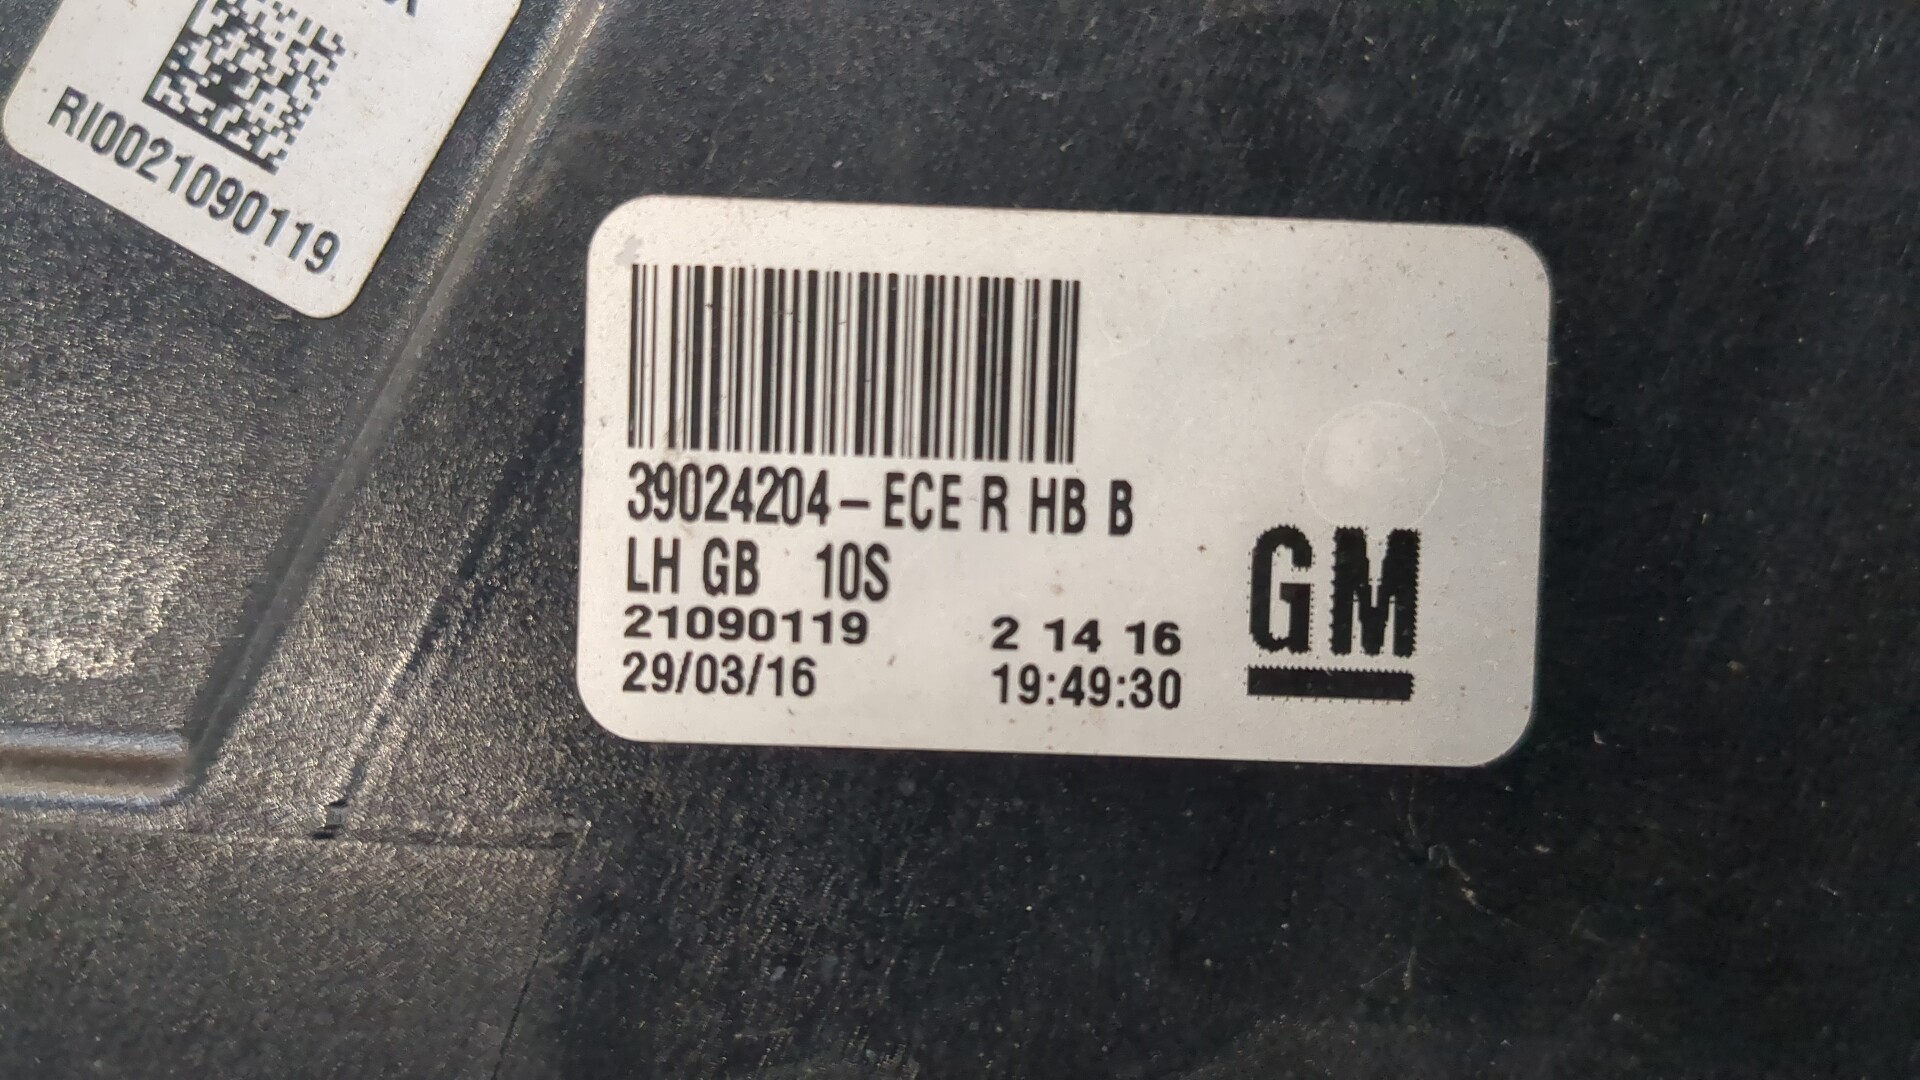 RI0021090119
39024204-ECE R HB B
LH GB 10S
21090119 2 14 16
29/03/16 19:49:30
GM